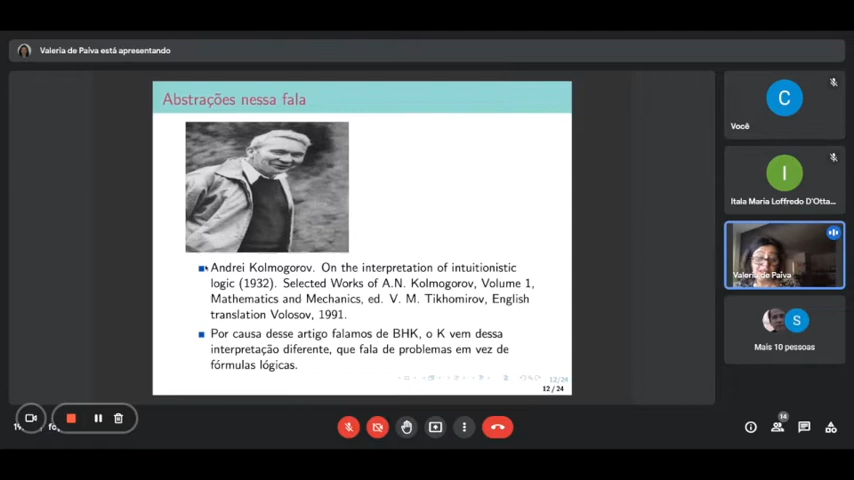 Valeria de Paiva está apresentando
Abstrações nessa fala
Andrei Kolmogorov. On the interpretation of intuitionistic
logic (1932). Selected Works of A.N. Kolmogorov, Volume 1,
Mathematics and Mechanics, ed. V. M. Tikhomirov, English
translation Volosov, 1991.
Por causa desse artigo falamos de BHK, o K vem dessa
interpretação diferente, que fala de problemas em vez de
fórmulas lógicas.
12/24
12 / 24
C
Você
I
Itala Maria Loffredo D'Otta...
Valeria de Paiva
S
Mais 10 pessoas
14